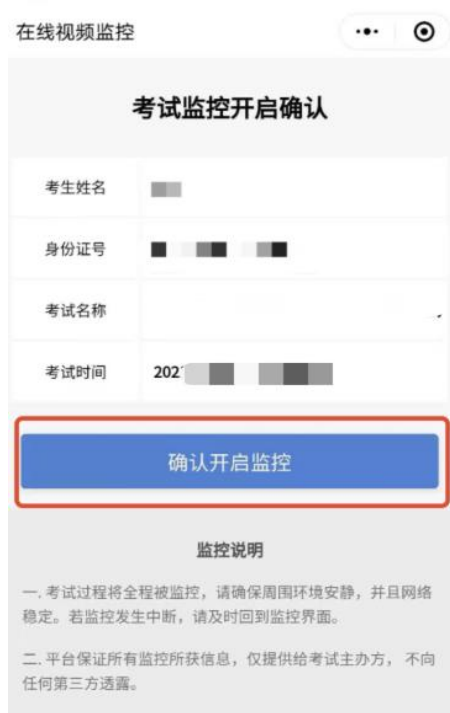 在线视频监控
考试监控开启确认
考生姓名
身份证号
考试名称
考试时间 202
确认开启监控
监控说明
一. 考试过程将全程被监控，请确保周围环境安静，并且网络
稳定。若监控发生中断，请及时回到监控界面。
二. 平台保证所有监控所获信息，仅提供给考试主办方， 不向
任何第三方透露。